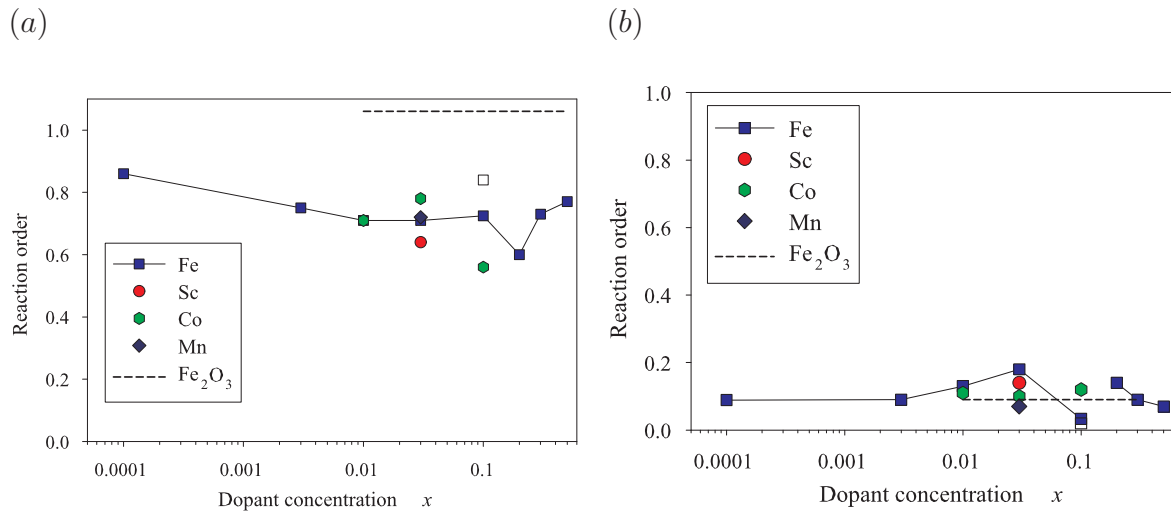 (a)
1.0
0.8
0.6
0.4
0.2
0.0
Reaction order
Fe
Sc
Co
Mn
Fe₂O₃
0.0001
0.001
0.01
0.1
Dopant concentration x
(b)
1.0
0.8
0.6
0.4
0.2
0.0
Reaction order
Fe
Sc
Co
Mn
Fe₂O₃
0.0001
0.001
0.01
0.1
Dopant concentration x